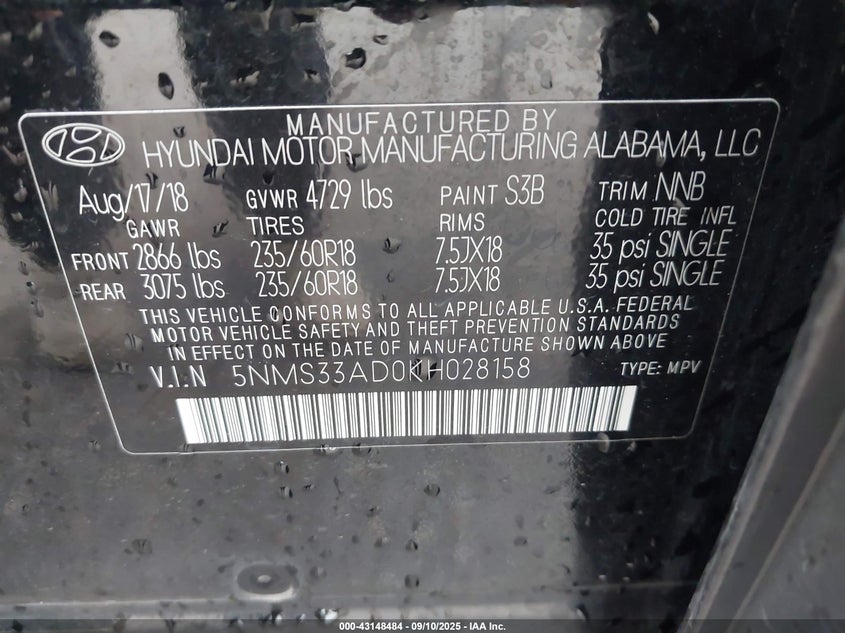 MANUFACTURED BY
HYUNDAI MOTOR MANUFACTURING ALABAMA, LLC
Aug/17/18 GVWR 4729 lbs PAINT S3B TRIM NNB
GAWR TIRES RIMS COLD TIRE INFL
FRONT 2866 lbs 235/60R18 7.5JX18 35 psi SINGLE
REAR 3075 lbs 235/60R18 7.5JX18 35 psi SINGLE
THIS VEHICLE CONFORMS TO ALL APPLICABLE U.S.A. FEDERAL
MOTOR VEHICLE SAFETY AND THEFT PREVENTION STANDARDS
IN EFFECT ON THE DATE OF MANUFACTURE SHOWN ABOVE
V.I.N 5NMS33AD0KH028158 TYPE: MPV
000-43148484 - 09/10/2025 - IAA Inc.